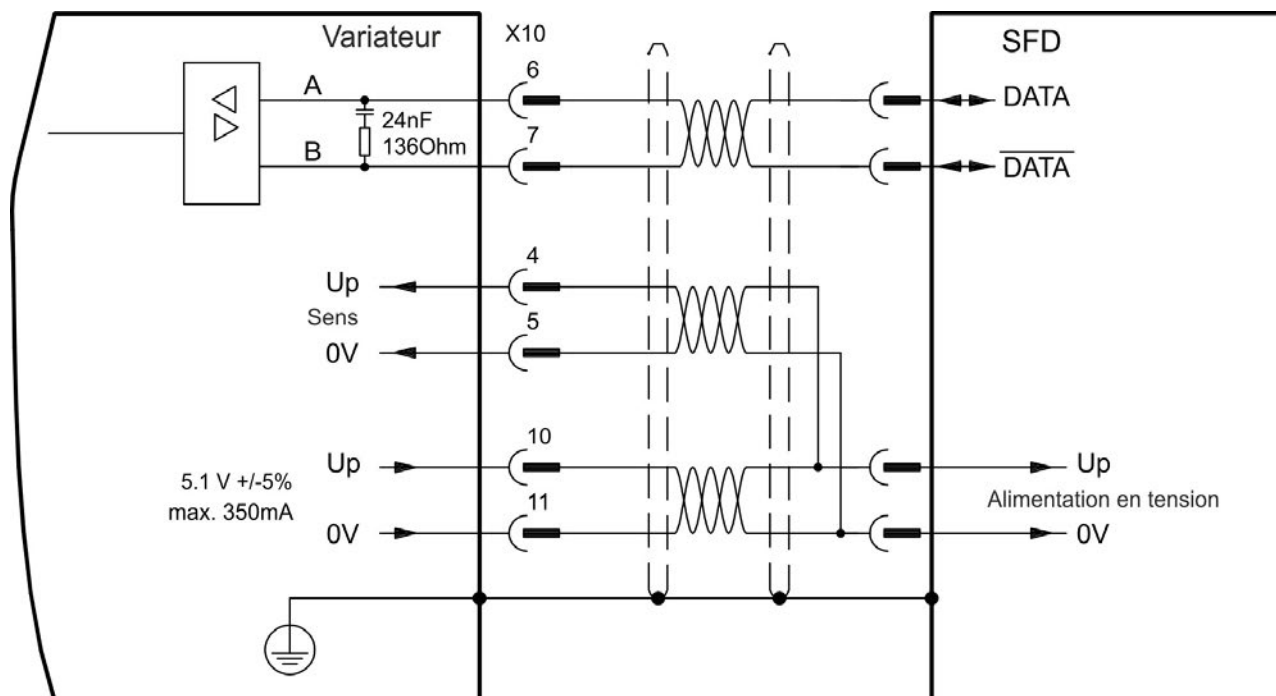 Variateur
X10
SFD
6
A
DATA
24nF
136Ohm
7
B
DATA
4
Up
Sens
5
0V
10
Up
Up
5.1 V +/-5%
max. 350mA
Alimentation en tension
11
0V
0V